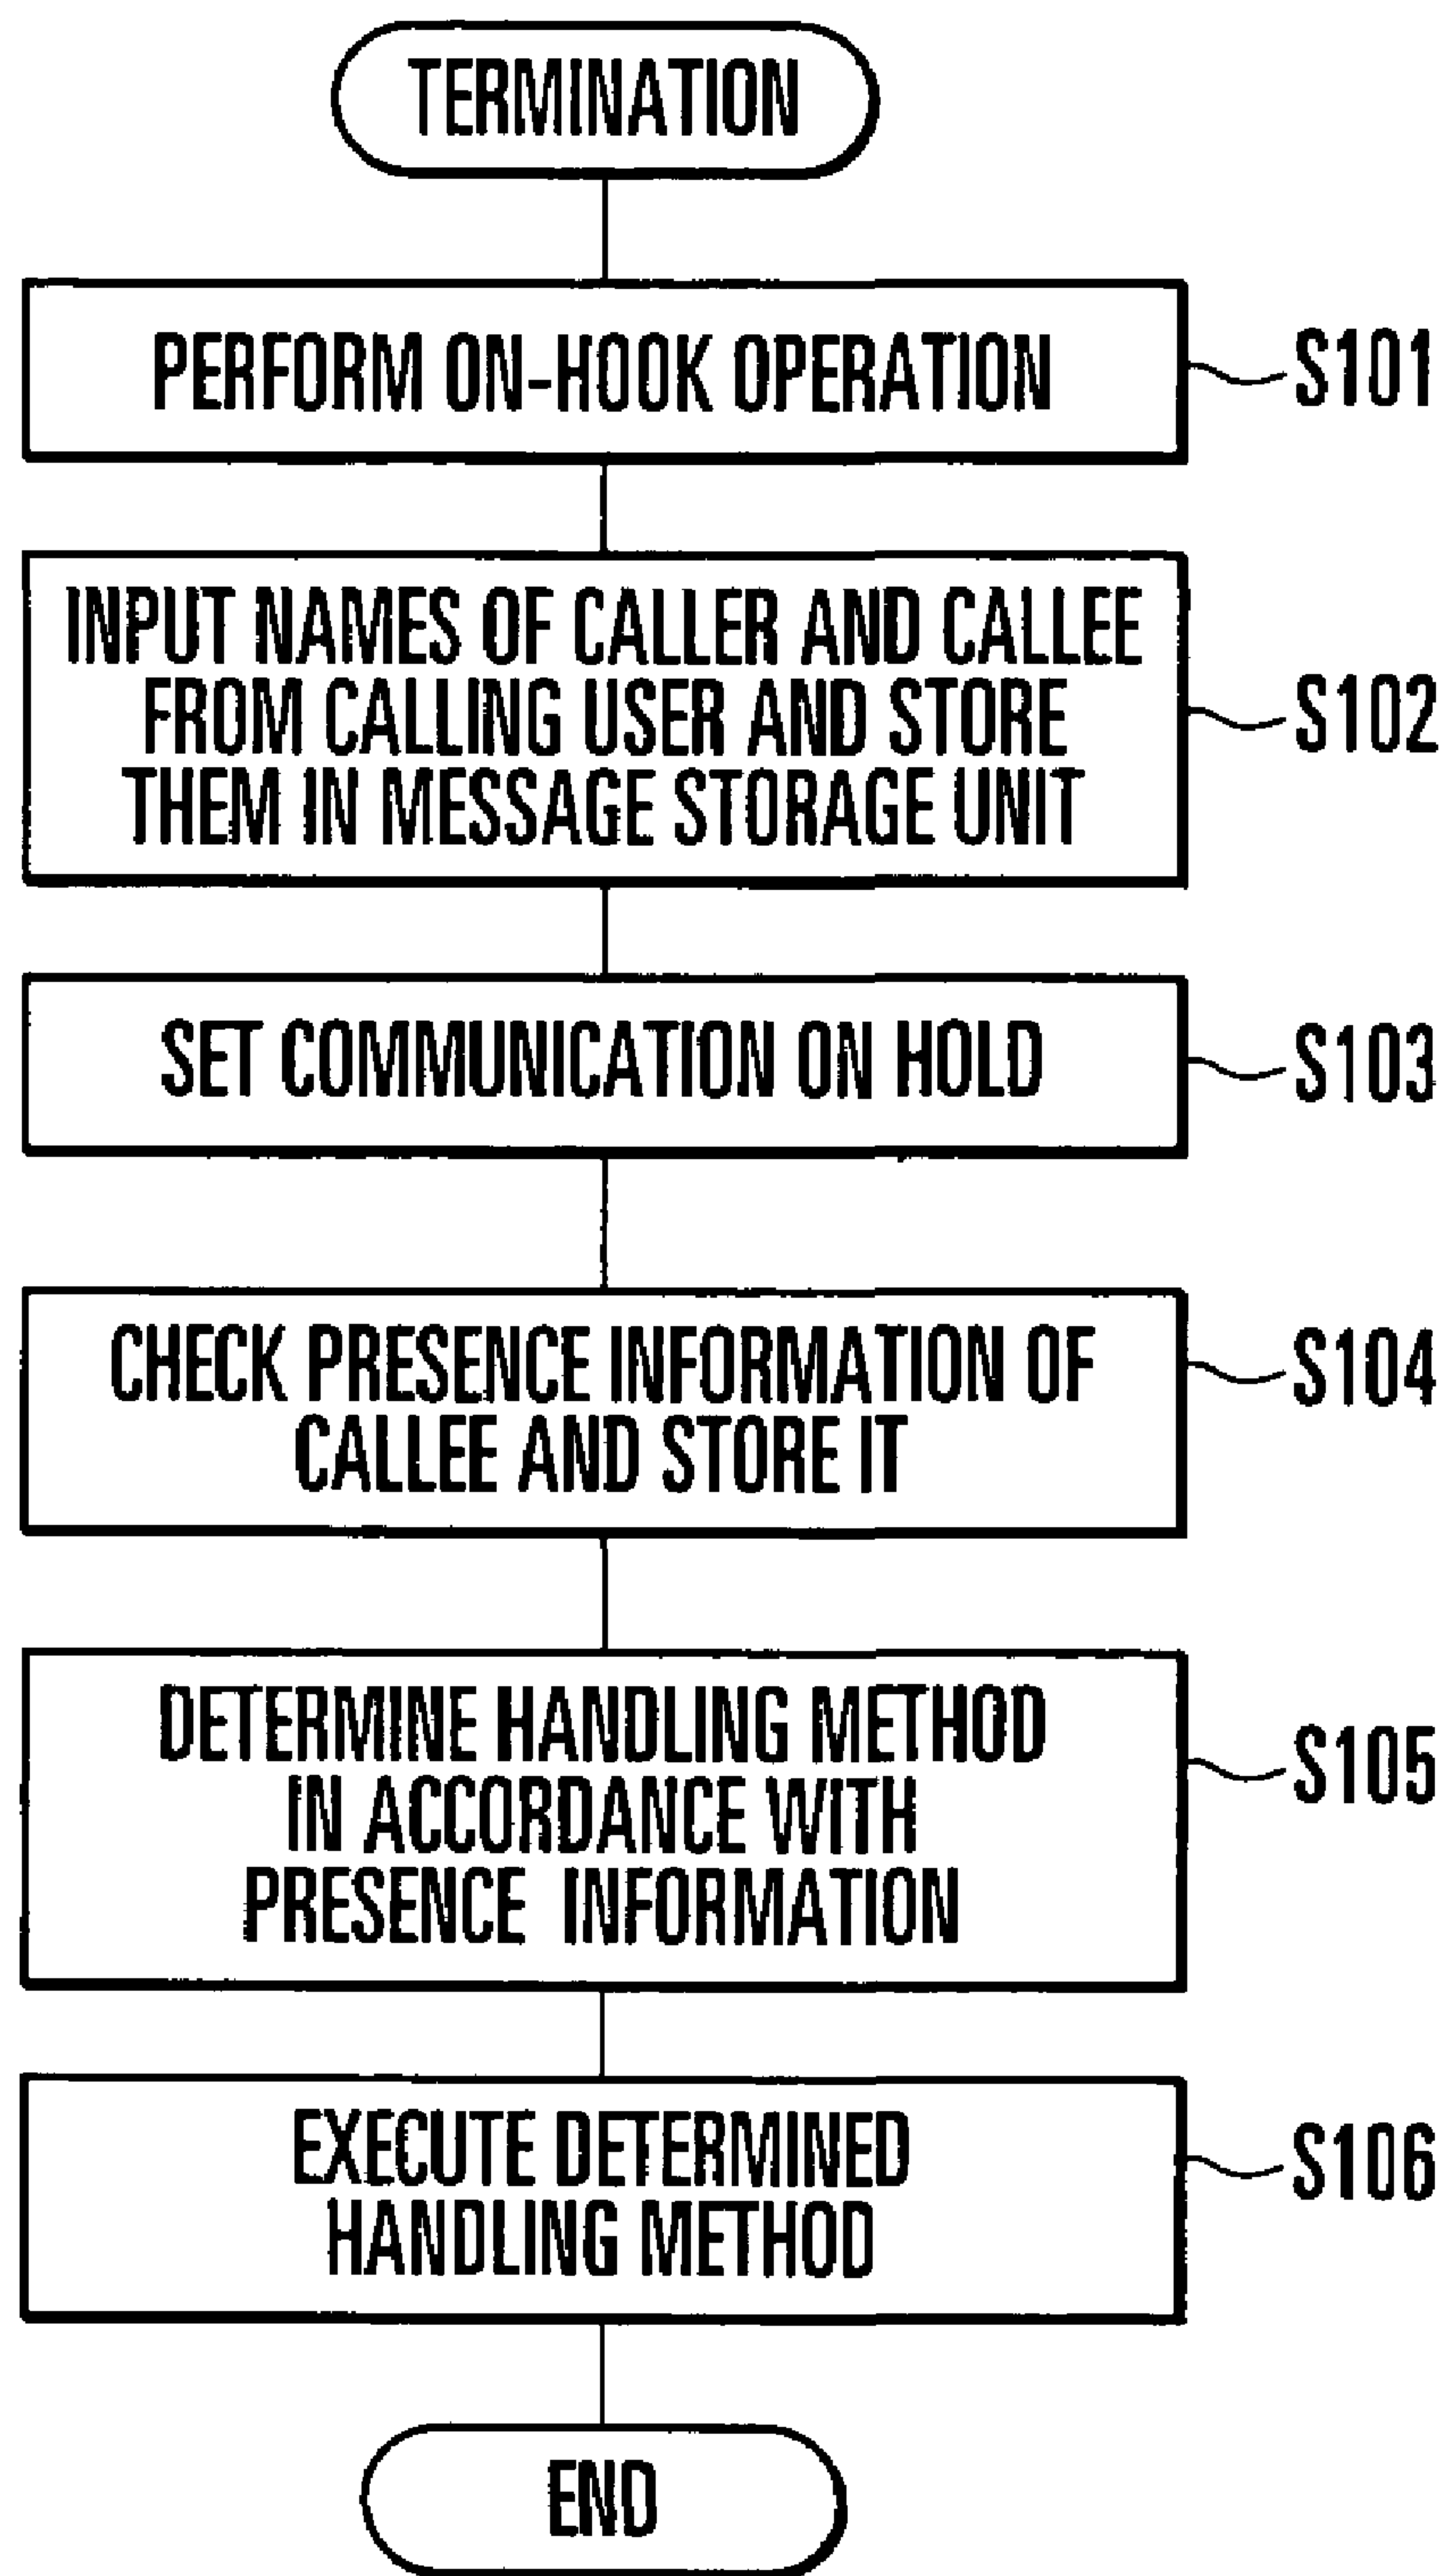 TERMINATION
PERFORM ON-HOOK OPERATION
S101
INPUT NAMES OF CALLER AND CALLEE
FROM CALLING USER AND STORE
THEM IN MESSAGE STORAGE UNIT
S102
SET COMMUNICATION ON HOLD
S103
CHECK PRESENCE INFORMATION OF
CALLEE AND STORE IT
S104
DETERMINE HANDLING METHOD
IN ACCORDANCE WITH
PRESENCE INFORMATION
S105
EXECUTE DETERMINED
HANDLING METHOD
S106
END